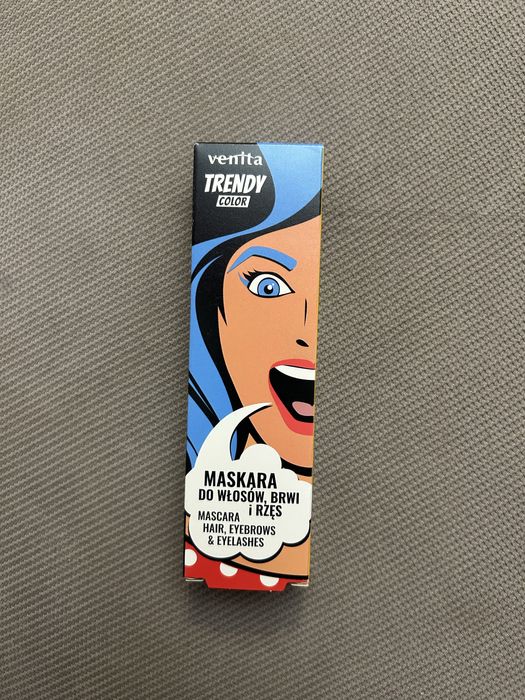 venita
TRENDY
COLOR
MASKARA
DO WŁOSÓW, BRWI
i RZĘS
MASCARA
HAIR, EYEBROWS
& EYELASHES